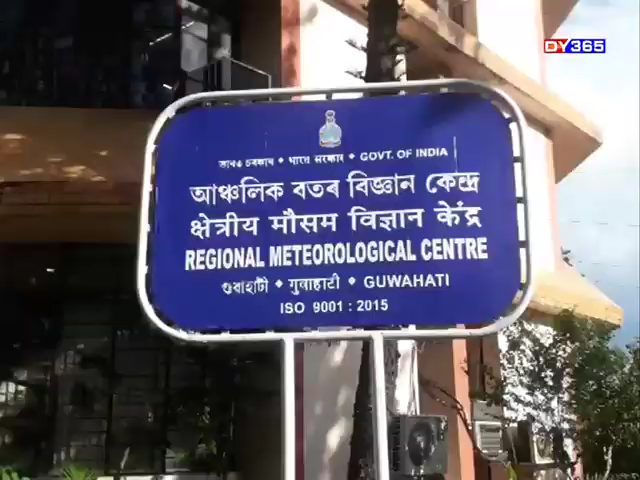 DY365
ভাৰত চৰকাৰ • भारत सरकार • GOVT. OF INDIA
আঞ্চলিক বতৰ বিজ্ঞান কেন্দ্ৰ
क्षेत्रीय मौसम विज्ञान केंद्र
REGIONAL METEOROLOGICAL CENTRE
গুৱাহাটী • गुवाहाटी • GUWAHATI
ISO 9001 : 2015